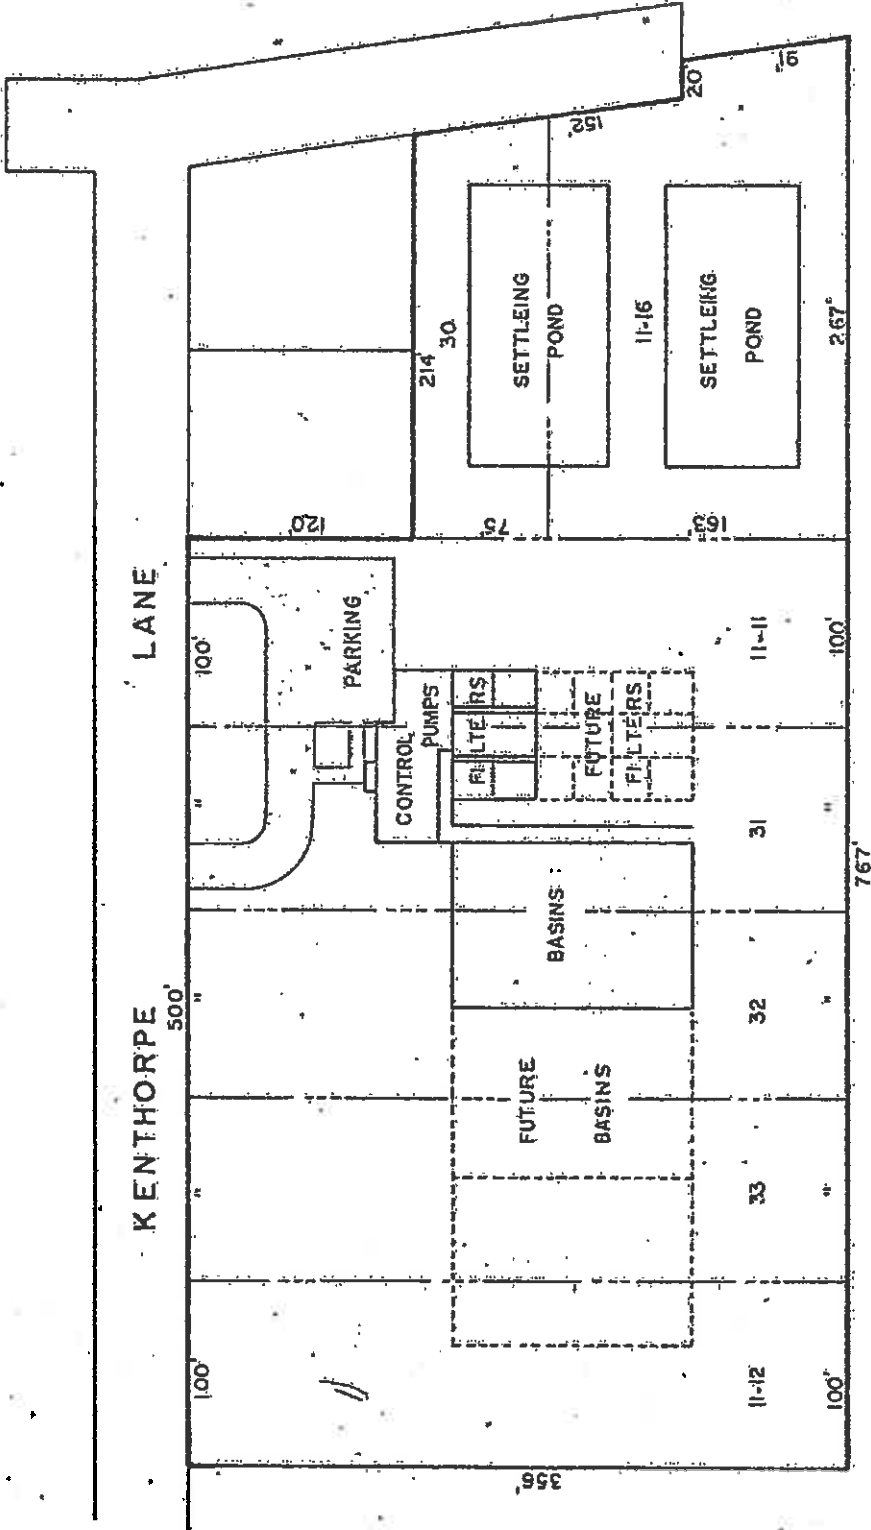 KENTHORPE LANE
500'
100' " " " 100'
120'
PARKING
CONTROL
PUMPS
214'
30
FILTERS
75'
SETTLEING
POND
152'
FUTURE
BASINS
BASINS
FUTURE
FILTERS
11-16
20'
SETTLEING
POND
163'
358'
11-12 33 32 31 11-11
91'
100' " " " 100' 267'
767'